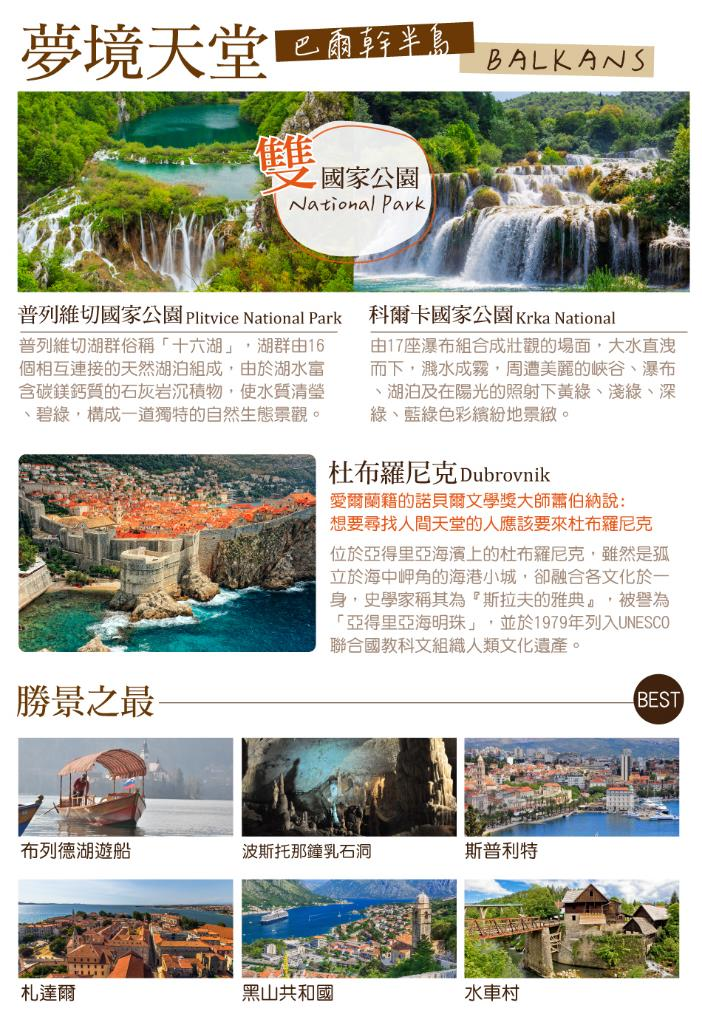 夢境天堂
巴爾幹半島
BALKANS
雙
國家公園
National Park
普列維切國家公園 Plitvice National Park
普列維切湖群俗稱「十六湖」，湖群由16
個相互連接的天然湖泊組成，由於湖水富
含碳鎂鈣質的石灰岩沉積物，使水質清瑩
、碧綠，構成一道獨特的自然生態景觀。
科爾卡國家公園 Krka National
由17座瀑布組合成壯觀的場面，大水直洩
而下，濺水成霧，周遭美麗的峽谷、瀑布
、湖泊及在陽光的照射下黃綠、淺綠、深
綠、藍綠色彩繽紛地景緻。
杜布羅尼克 Dubrovnik
愛爾蘭籍的諾貝爾文學獎大師蕭伯納說:
想要尋找人間天堂的人應該要來杜布羅尼克
位於亞得里亞海濱上的杜布羅尼克，雖然是孤
立於海中岬角的海港小城，卻融合各文化於一
身，史學家稱其為『斯拉夫的雅典』，被譽為
「亞得里亞海明珠」，並於1979年列入UNESCO
聯合國教科文組織人類文化遺產。
勝景之最
BEST
布列德湖遊船
波斯托那鐘乳石洞
斯普利特
札達爾
黑山共和國
水車村